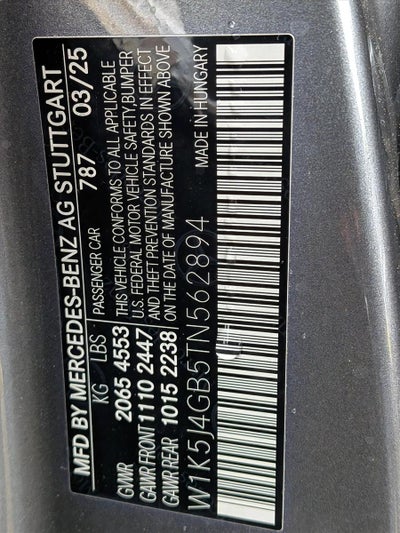 MFD BY MERCEDES-BENZ AG STUTTGART
KG LBS 787 03/25
PASSENGER CAR
GVWR 2065 4553
GAWR FRONT 1110 2447
GAWR REAR 1015 2238
THIS VEHICLE CONFORMS TO ALL APPLICABLE
U.S. FEDERAL MOTOR VEHICLE SAFETY, BUMPER
AND THEFT PREVENTION STANDARDS IN EFFECT
ON THE DATE OF MANUFACTURE SHOWN ABOVE
W1K5J4GB5TN562894 MADE IN HUNGARY